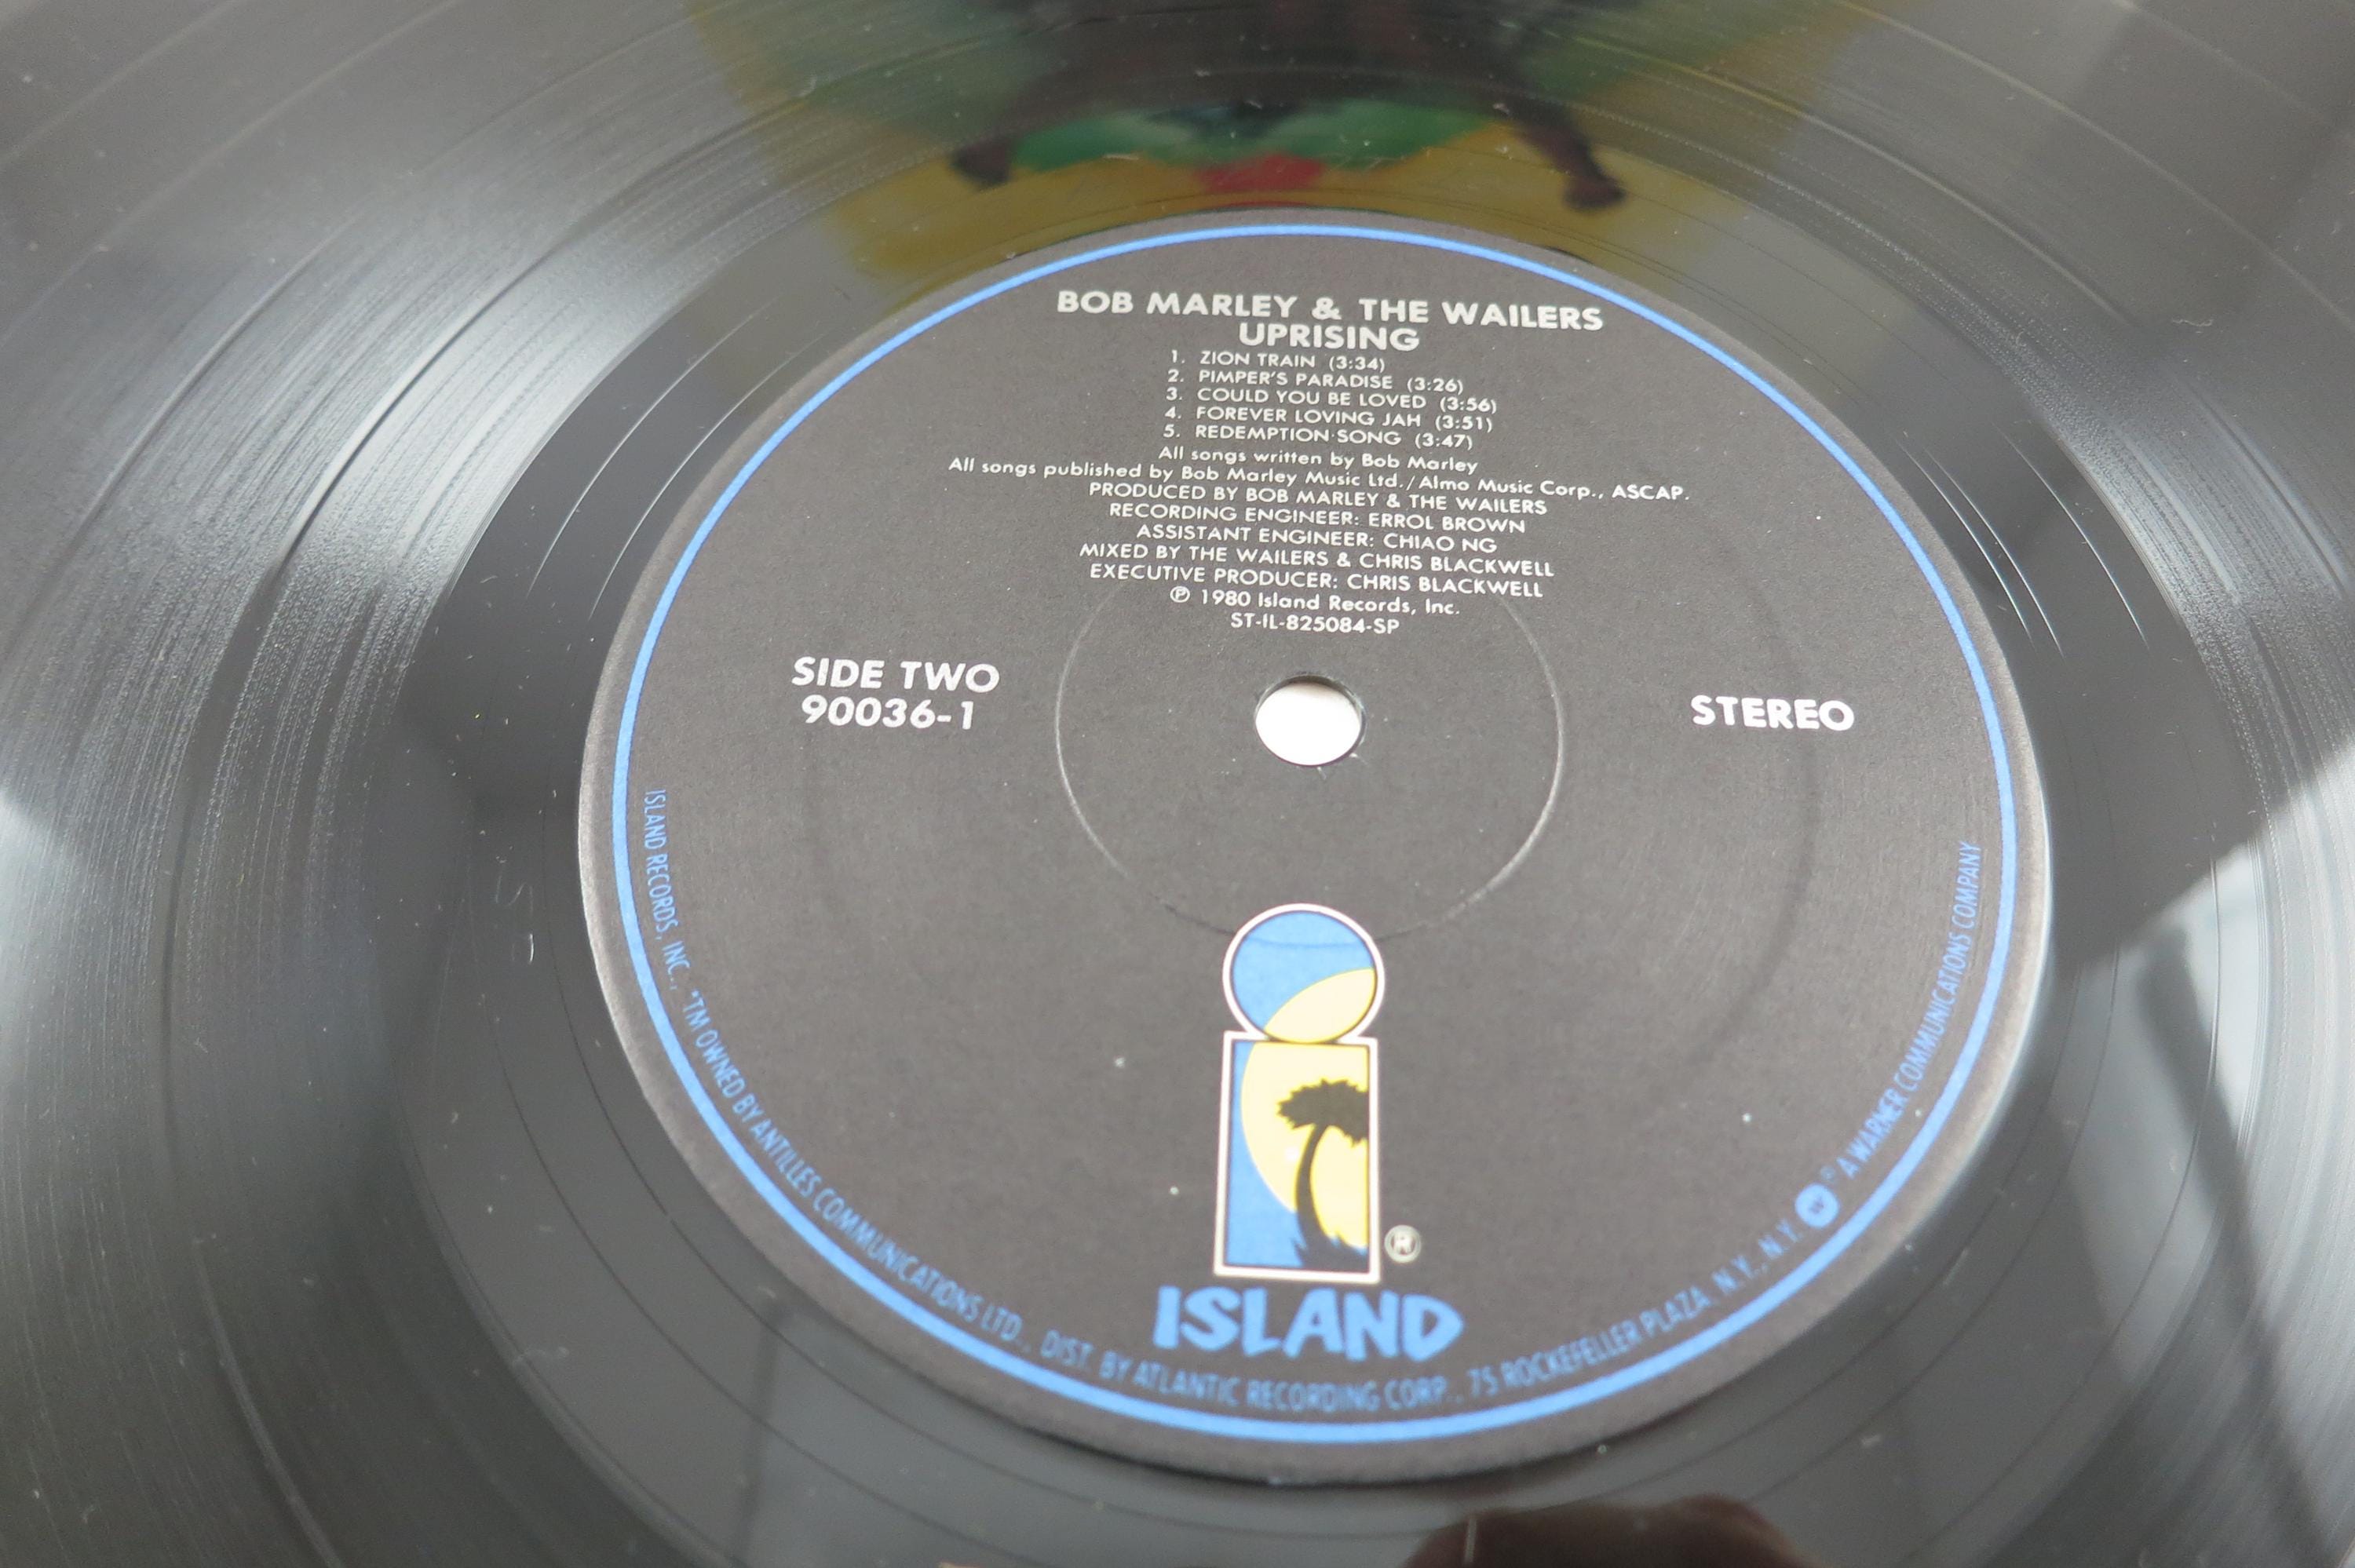 BOB MARLEY & THE WAILERS
UPRISING
1. ZION TRAIN (3:34)
2. PIMPER'S PARADISE (3:26)
3. COULD YOU BE LOVED (3:56)
4. FOREVER LOVING JAH (3:51)
5. REDEMPTION SONG (3:47)
All songs written by Bob Marley
All songs published by Bob Marley Music Ltd./Almo Music Corp., ASCAP.
PRODUCED BY BOB MARLEY & THE WAILERS
RECORDING ENGINEER: ERROL BROWN
ASSISTANT ENGINEER: CHIAO NG
MIXED BY THE WAILERS & CHRIS BLACKWELL
EXECUTIVE PRODUCER: CHRIS BLACKWELL
℗ 1980 Island Records, Inc.
ST-IL-825084-SP
SIDE TWO
90036-1
STEREO
®
ISLAND
ISLAND RECORDS, INC., *TM OWNED BY ANTILLES COMMUNICATIONS LTD., DIST. BY ATLANTIC RECORDING CORP., 75 ROCKEFELLER PLAZA, N.Y., N.Y. W ® A WARNER COMMUNICATIONS COMPANY